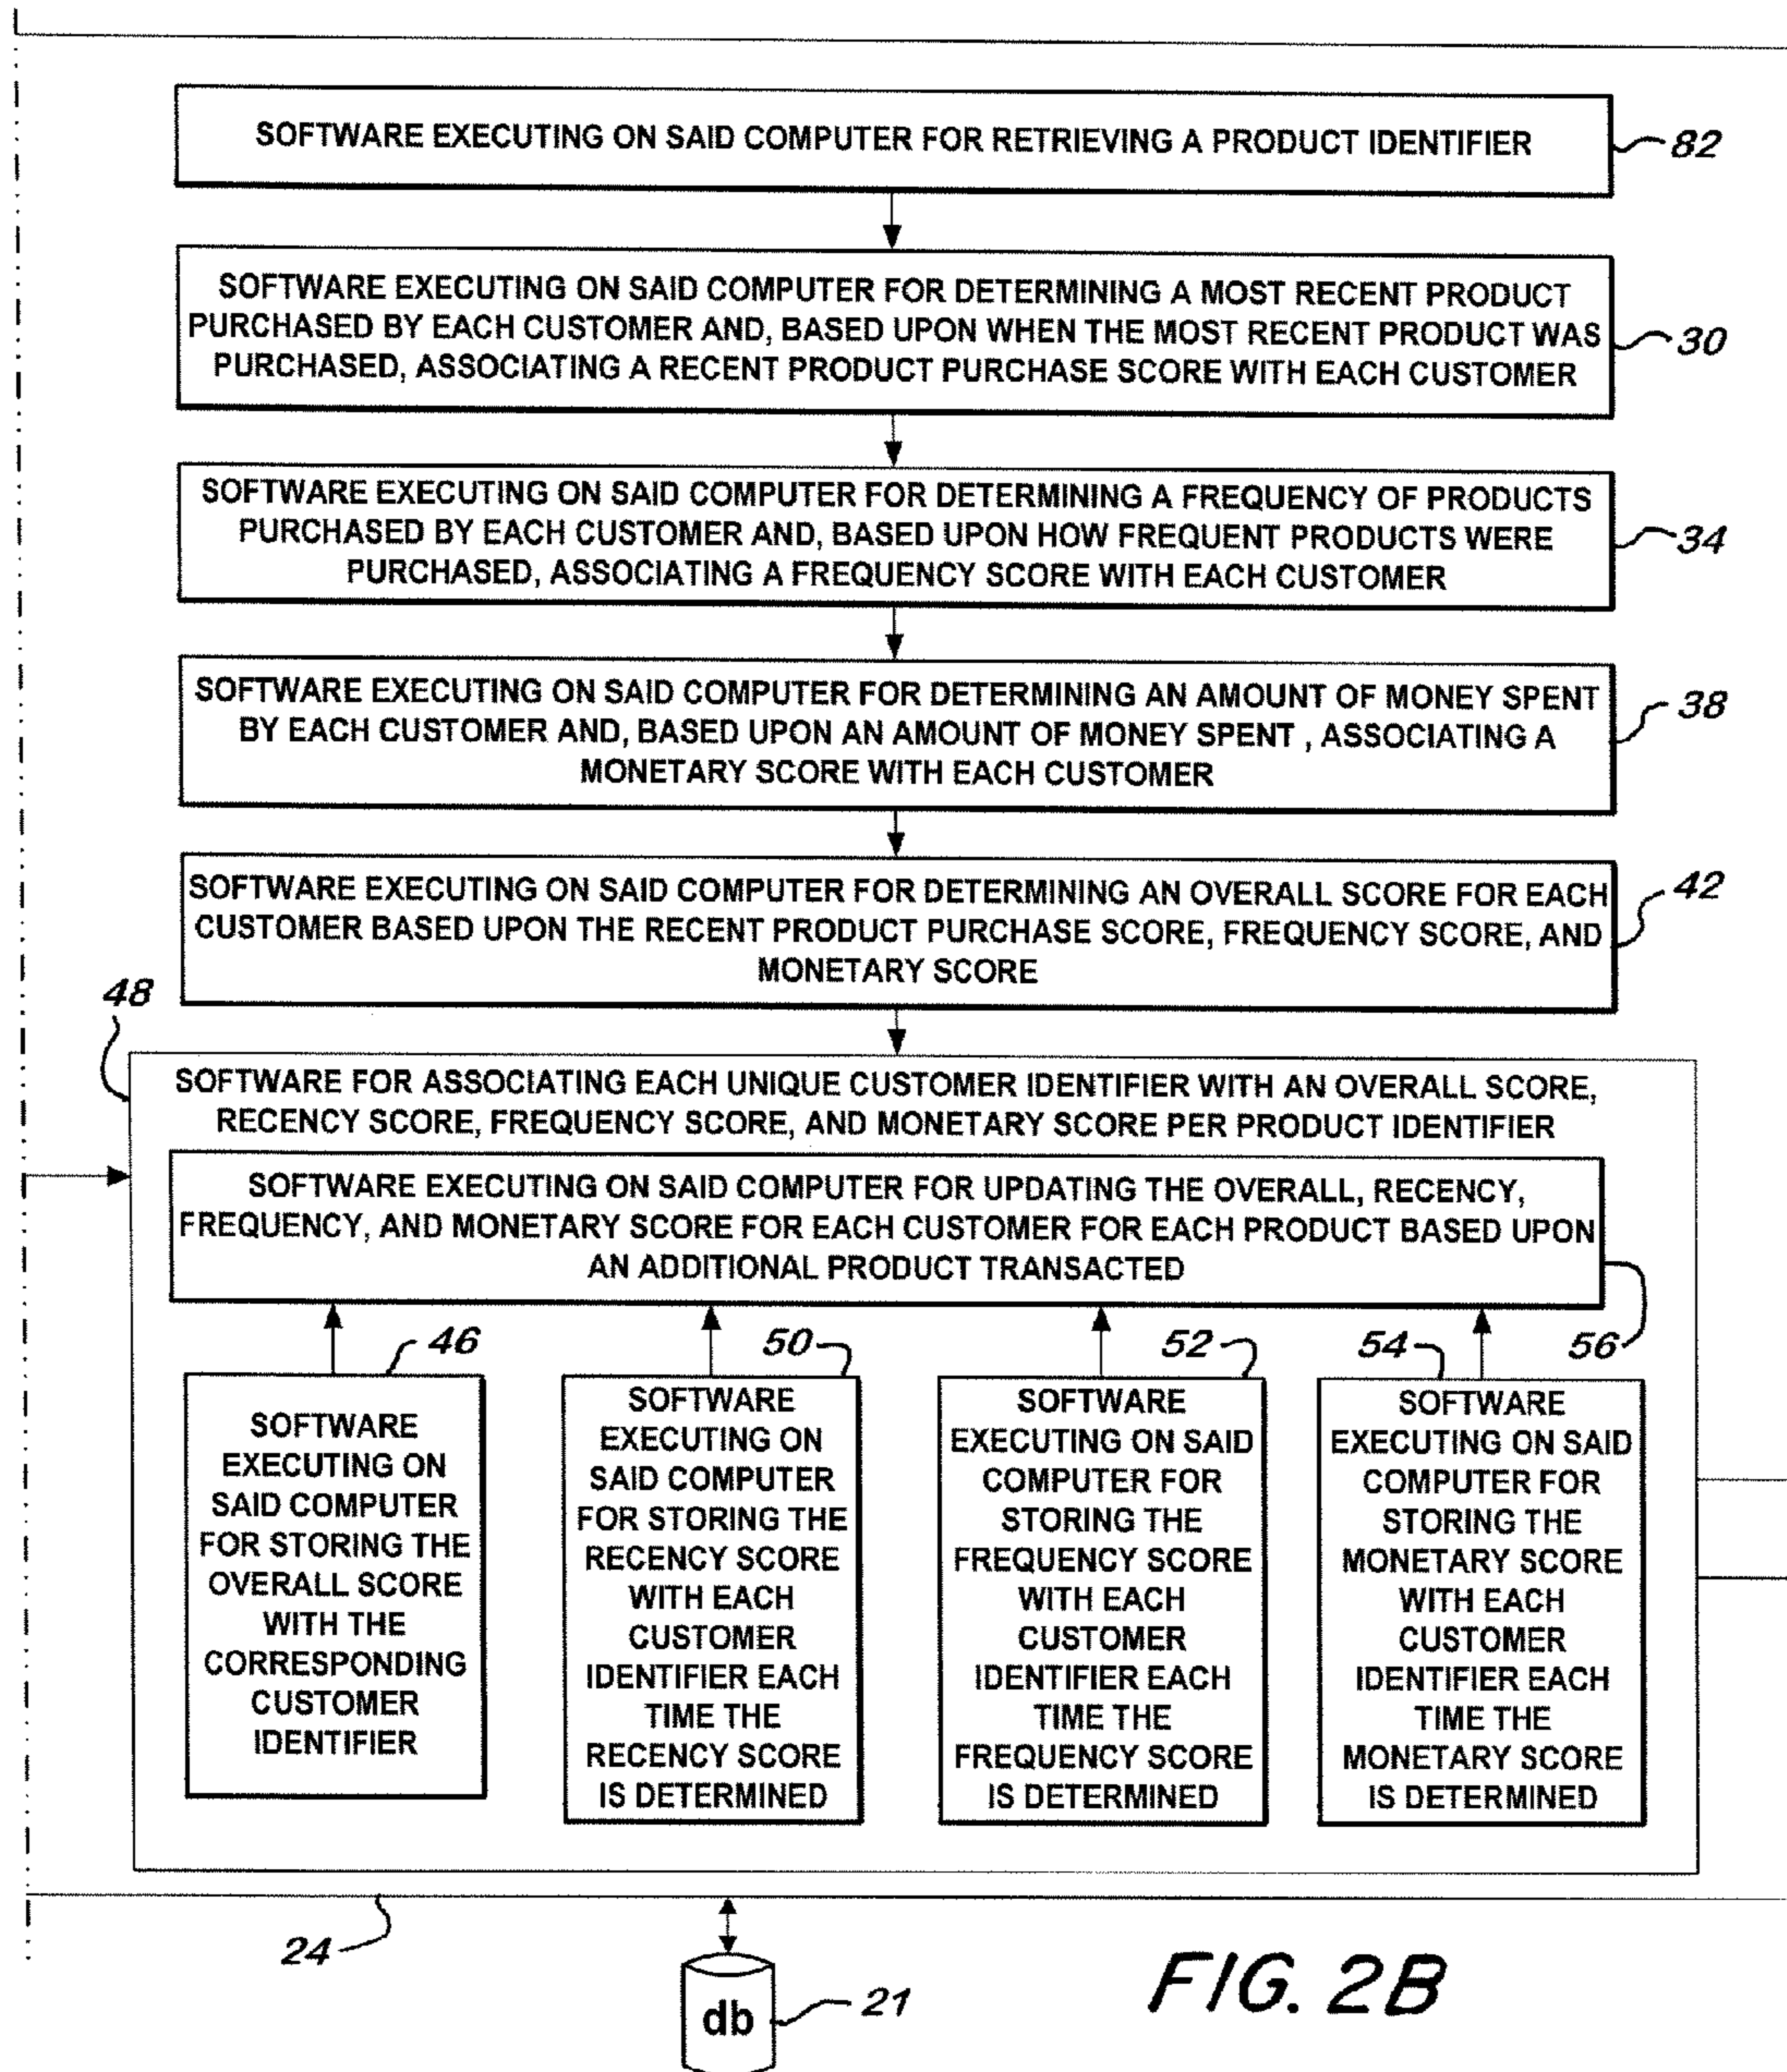 SOFTWARE EXECUTING ON SAID COMPUTER FOR RETRIEVING A PRODUCT IDENTIFIER
82
SOFTWARE EXECUTING ON SAID COMPUTER FOR DETERMINING A MOST RECENT PRODUCT
PURCHASED BY EACH CUSTOMER AND, BASED UPON WHEN THE MOST RECENT PRODUCT WAS
PURCHASED, ASSOCIATING A RECENT PRODUCT PURCHASE SCORE WITH EACH CUSTOMER
30
SOFTWARE EXECUTING ON SAID COMPUTER FOR DETERMINING A FREQUENCY OF PRODUCTS
PURCHASED BY EACH CUSTOMER AND, BASED UPON HOW FREQUENT PRODUCTS WERE
PURCHASED, ASSOCIATING A FREQUENCY SCORE WITH EACH CUSTOMER
34
SOFTWARE EXECUTING ON SAID COMPUTER FOR DETERMINING AN AMOUNT OF MONEY SPENT
BY EACH CUSTOMER AND, BASED UPON AN AMOUNT OF MONEY SPENT , ASSOCIATING A
MONETARY SCORE WITH EACH CUSTOMER
38
SOFTWARE EXECUTING ON SAID COMPUTER FOR DETERMINING AN OVERALL SCORE FOR EACH
CUSTOMER BASED UPON THE RECENT PRODUCT PURCHASE SCORE, FREQUENCY SCORE, AND
MONETARY SCORE
42
48
SOFTWARE FOR ASSOCIATING EACH UNIQUE CUSTOMER IDENTIFIER WITH AN OVERALL SCORE,
RECENCY SCORE, FREQUENCY SCORE, AND MONETARY SCORE PER PRODUCT IDENTIFIER
SOFTWARE EXECUTING ON SAID COMPUTER FOR UPDATING THE OVERALL, RECENCY,
FREQUENCY, AND MONETARY SCORE FOR EACH CUSTOMER FOR EACH PRODUCT BASED UPON
AN ADDITIONAL PRODUCT TRANSACTED
56
46
SOFTWARE
EXECUTING ON
SAID COMPUTER
FOR STORING THE
OVERALL SCORE
WITH THE
CORRESPONDING
CUSTOMER
IDENTIFIER
50
SOFTWARE
EXECUTING ON
SAID COMPUTER
FOR STORING THE
RECENCY SCORE
WITH EACH
CUSTOMER
IDENTIFIER EACH
TIME THE
RECENCY SCORE
IS DETERMINED
52
SOFTWARE
EXECUTING ON SAID
COMPUTER FOR
STORING THE
FREQUENCY SCORE
WITH EACH
CUSTOMER
IDENTIFIER EACH
TIME THE
FREQUENCY SCORE
IS DETERMINED
54
SOFTWARE
EXECUTING ON SAID
COMPUTER FOR
STORING THE
MONETARY SCORE
WITH EACH
CUSTOMER
IDENTIFIER EACH
TIME THE
MONETARY SCORE
IS DETERMINED
24
db
21
FIG. 2B